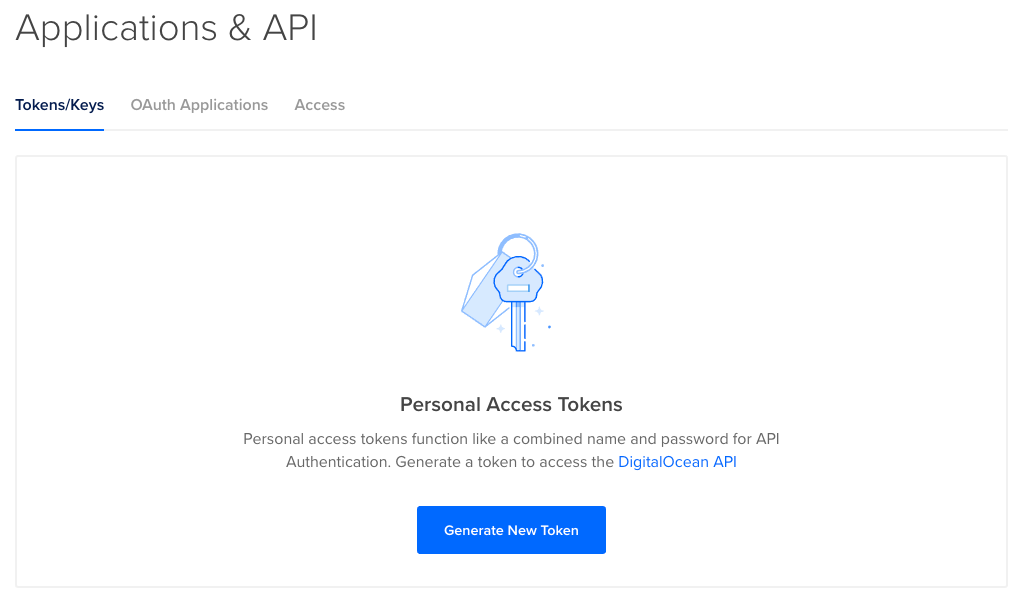 Applications & API
Tokens/Keys OAuth Applications Access
Personal Access Tokens
Personal access tokens function like a combined name and password for API
Authentication. Generate a token to access the DigitalOcean API
Generate New Token